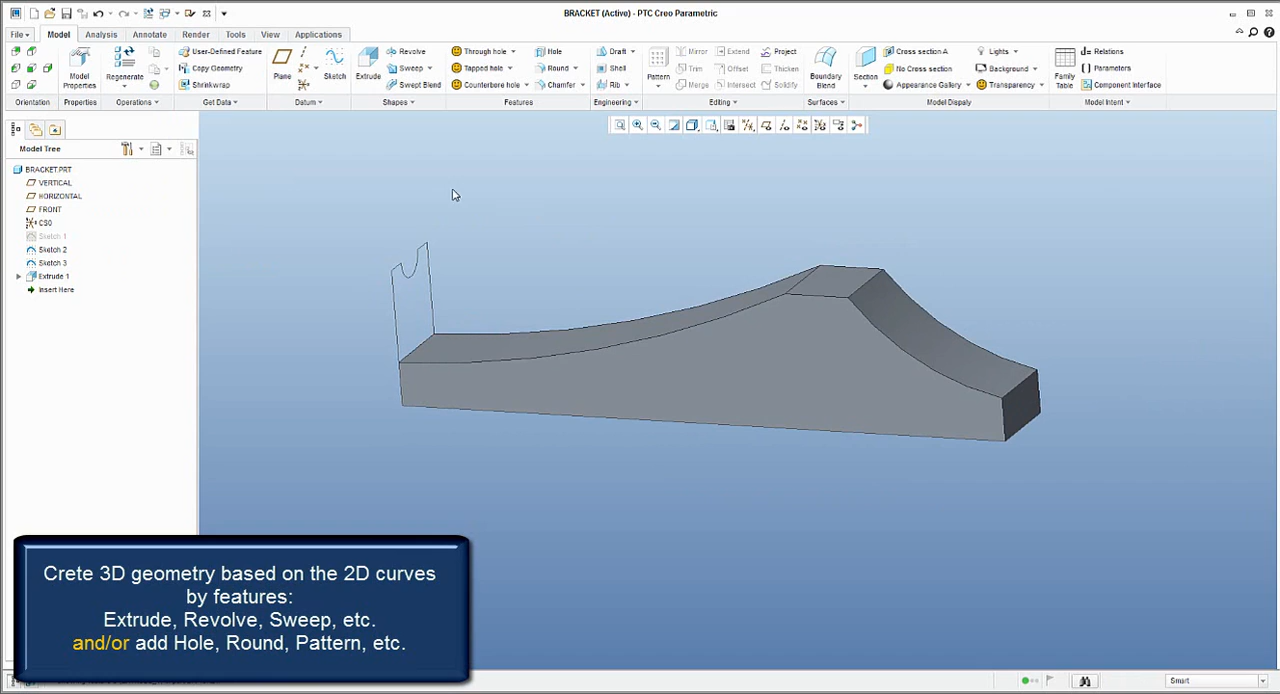 BRACKET (Active) - PTC Creo Parametric
File Model Analysis Annotate Render Tools View Applications
User-Defined Feature Revolve Through hole Hole Draft Mirror Extend Project Cross section A Lights Relations
Copy Geometry Sweep Tapped hole Round Shell Trim Offset Thicken No Cross section Background Parameters
Shrinkwrap Swept Blend Counterbore hole Chamfer Rib Merge Intersect Solidify Appearance Gallery Transparency Component Interface
Model Properties Regenerate Plane Sketch Extrude Pattern Boundary Blend Section Family Table
Orientation Properties Operations Get Data Datum Shapes Features Engineering Editing Surfaces Model Dispaly Model Intent
Model Tree
BRACKET.PRT
VERTICAL
HORIZONTAL
FRONT
CS0
Sketch 1
Sketch 2
Sketch 3
Extrude 1
Insert Here
Crete 3D geometry based on the 2D curves
by features:
Extrude, Revolve, Sweep, etc.
and/or add Hole, Round, Pattern, etc.
Smart